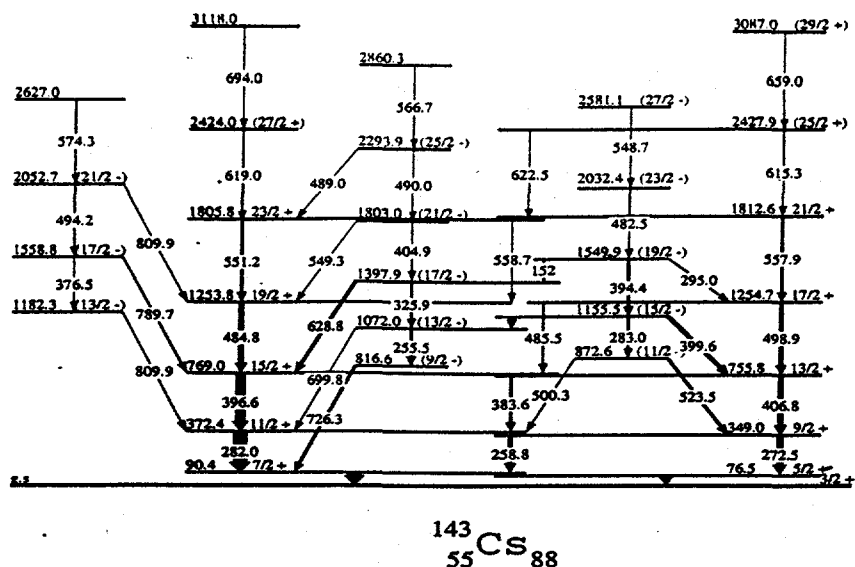 3118.0
3087.0 (29/2 +)
694.0
2860.3
659.0
2627.0
566.7
2581.1 (27/2 -)
2424.0 (27/2 +)
2427.9 (25/2 +)
574.3
2293.9 (25/2 -)
548.7
619.0
489.0
490.0
622.5
615.3
2052.7 (21/2 -)
2032.4 (23/2 -)
494.2
1805.8 23/2 +
1803.0 (21/2 -)
482.5
1812.6 21/2 +
809.9
549.3
404.9
558.7
557.9
1558.8 (17/2 -)
551.2
1549.9 (19/2 -)
376.5
1397.9 (17/2 -)
152
295.0
1182.3 (13/2 -)
1253.8 19/2 +
325.9
394.4
1254.7 17/2 +
789.7
628.8
1072.0 (13/2 -)
1155.5 (15/2 -)
484.8
255.5
485.5
283.0
399.6
498.9
809.9
769.0 15/2 +
816.6 (9/2 -)
872.6 (11/2 -)
755.8 13/2 +
699.8
396.6
726.3
383.6
500.3
523.5
406.8
372.4 11/2 +
349.0 9/2 +
282.0
258.8
272.5
90.4 7/2 +
76.5 5/2 +
3/2 +
143
55 Cs 88